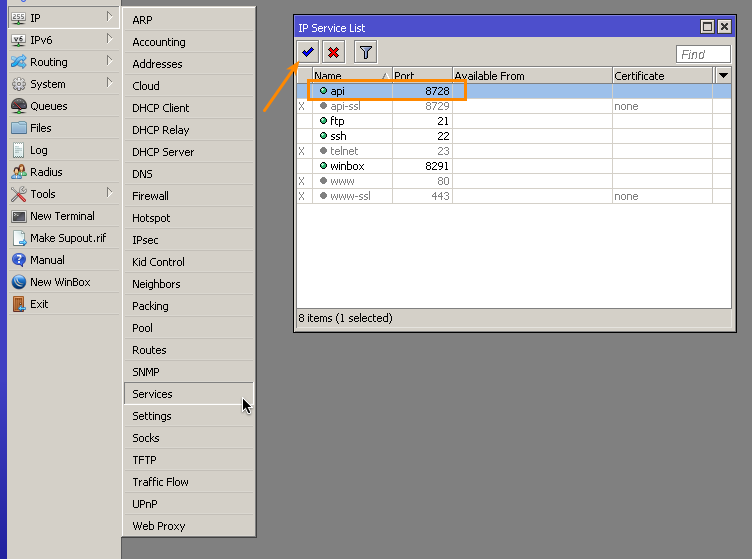 IP
IPv6
Routing
System
Queues
Files
Log
Radius
Tools
New Terminal
Make Supout.rif
Manual
New WinBox
Exit
ARP
Accounting
Addresses
Cloud
DHCP Client
DHCP Relay
DHCP Server
DNS
Firewall
Hotspot
IPsec
Kid Control
Neighbors
Packing
Pool
Routes
SNMP
Services
Settings
Socks
TFTP
Traffic Flow
UPnP
Web Proxy
IP Service List
Find
Name Port Available From Certificate
api 8728
X api-ssl 8729 none
ftp 21
ssh 22
X telnet 23
winbox 8291
X www 80
X www-ssl 443 none
8 items (1 selected)